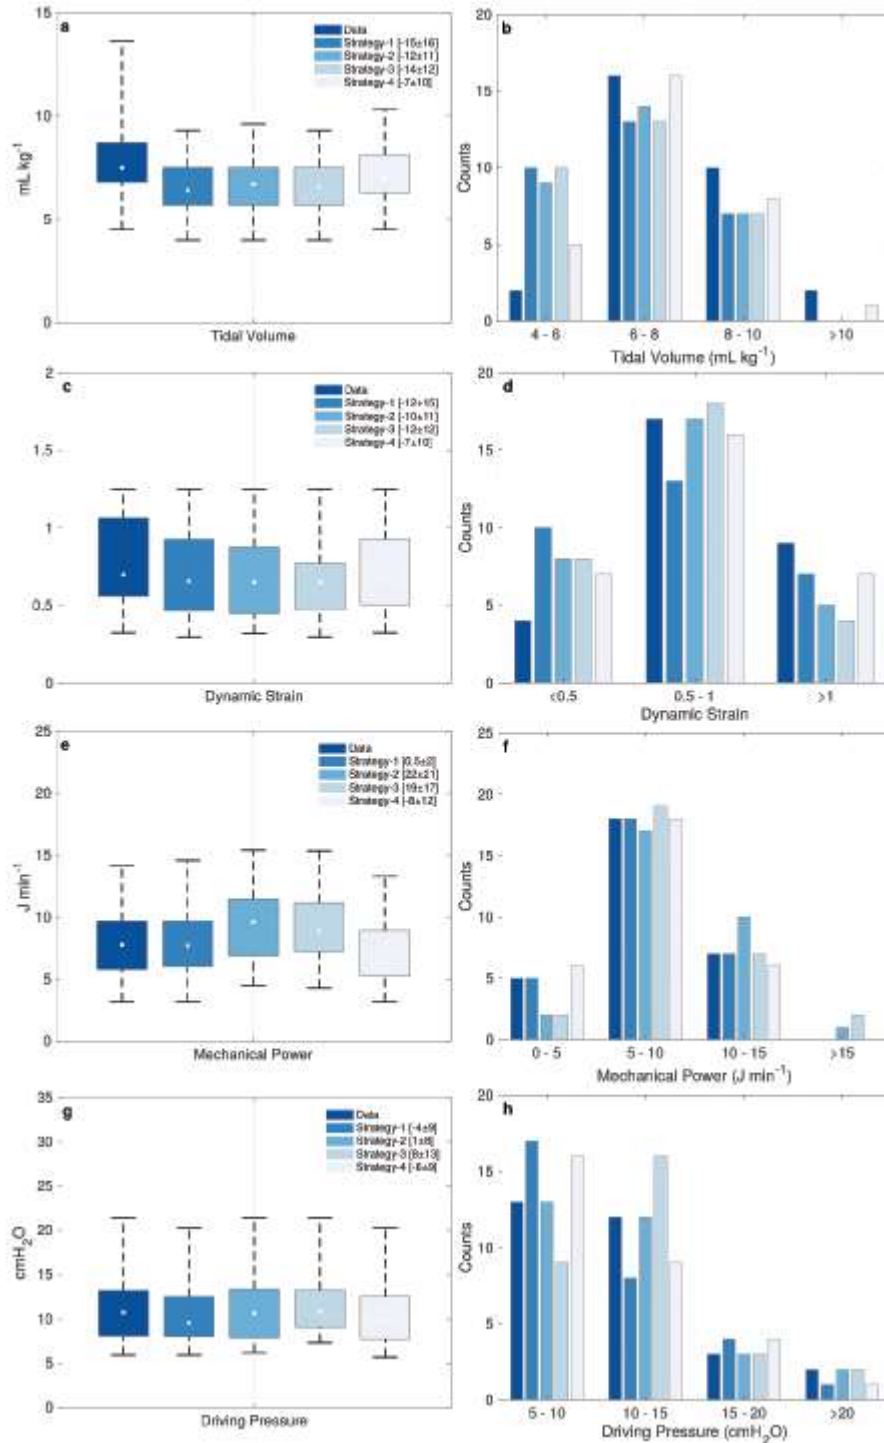 a
15
10
5
0
mL kg⁻¹
Data
Strategy-1 [-15±16]
Strategy-2 [-12±11]
Strategy-3 [-14±12]
Strategy-4 [-7±10]
Tidal Volume
b
20
15
10
5
0
Counts
4 - 6
6 - 8
8 - 10
>10
Tidal Volume (mL kg⁻¹)
c
2
1.5
1
0.5
0
Data
Strategy-1 [-12±15]
Strategy-2 [-10±11]
Strategy-3 [-12±12]
Strategy-4 [-7±10]
Dynamic Strain
d
20
15
10
5
0
Counts
<0.5
0.5 - 1
>1
Dynamic Strain
e
25
20
15
10
5
0
J min⁻¹
Data
Strategy-1 [0.5±2]
Strategy-2 [22±21]
Strategy-3 [19±17]
Strategy-4 [-8±12]
Mechanical Power
f
25
20
15
10
5
0
Counts
0 - 5
5 - 10
10 - 15
>15
Mechanical Power (J min⁻¹)
g
35
30
25
20
15
10
5
0
cmH₂O
Data
Strategy-1 [-4±9]
Strategy-2 [1±8]
Strategy-3 [8±13]
Strategy-4 [-6±9]
Driving Pressure
h
20
15
10
5
0
Counts
5 - 10
10 - 15
15 - 20
>20
Driving Pressure (cmH₂O)